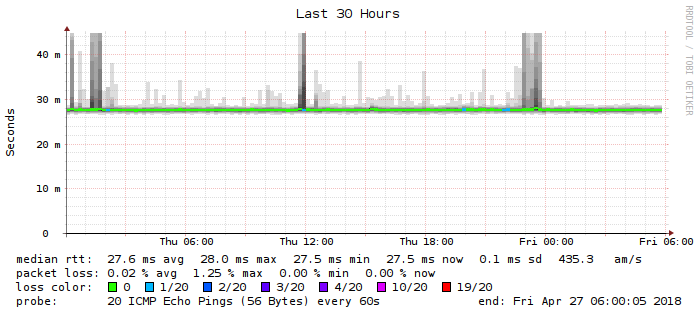 Last 30 Hours
RRDTOOL / TOBI OETIKER
Seconds
40 m
30 m
20 m
10 m
0
Thu 06:00 Thu 12:00 Thu 18:00 Fri 00:00 Fri 06:00
median rtt: 27.6 ms avg 28.0 ms max 27.5 ms min 27.5 ms now 0.1 ms sd 435.3 am/s
packet loss: 0.02 % avg 1.25 % max 0.00 % min 0.00 % now
loss color: 0 1/20 2/20 3/20 4/20 10/20 19/20
probe: 20 ICMP Echo Pings (56 Bytes) every 60s end: Fri Apr 27 06:00:05 2018